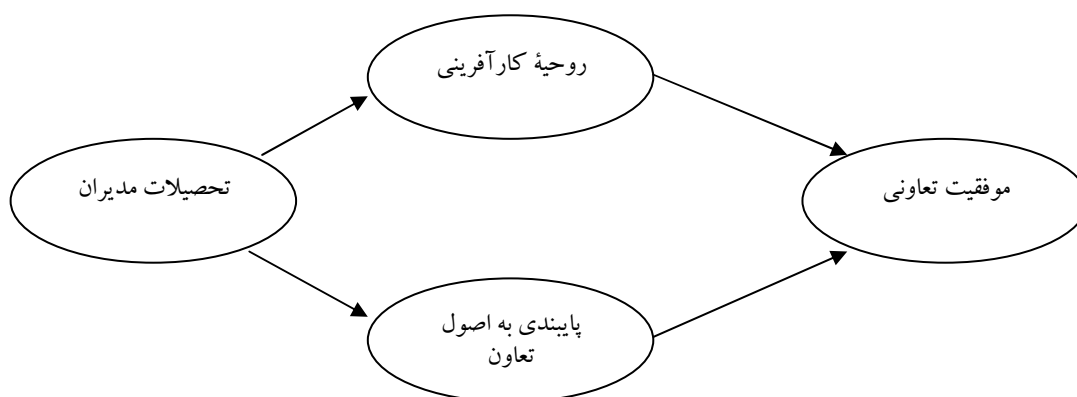 روحیهٔ کارآفرینی
تحصیلات مدیران
موفقیت تعاونی
پایبندی به اصول
تعاون